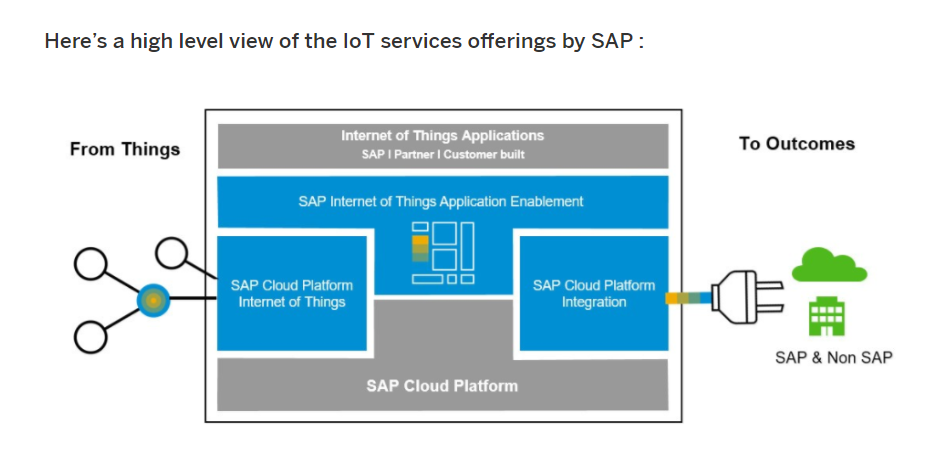 Here's a high level view of the IoT services offerings by SAP :
From Things
Internet of Things Applications
SAP I Partner I Customer built
To Outcomes
SAP Internet of Things Application Enablement
SAP Cloud Platform
Internet of Things
SAP Cloud Platform
Integration
SAP & Non SAP
SAP Cloud Platform